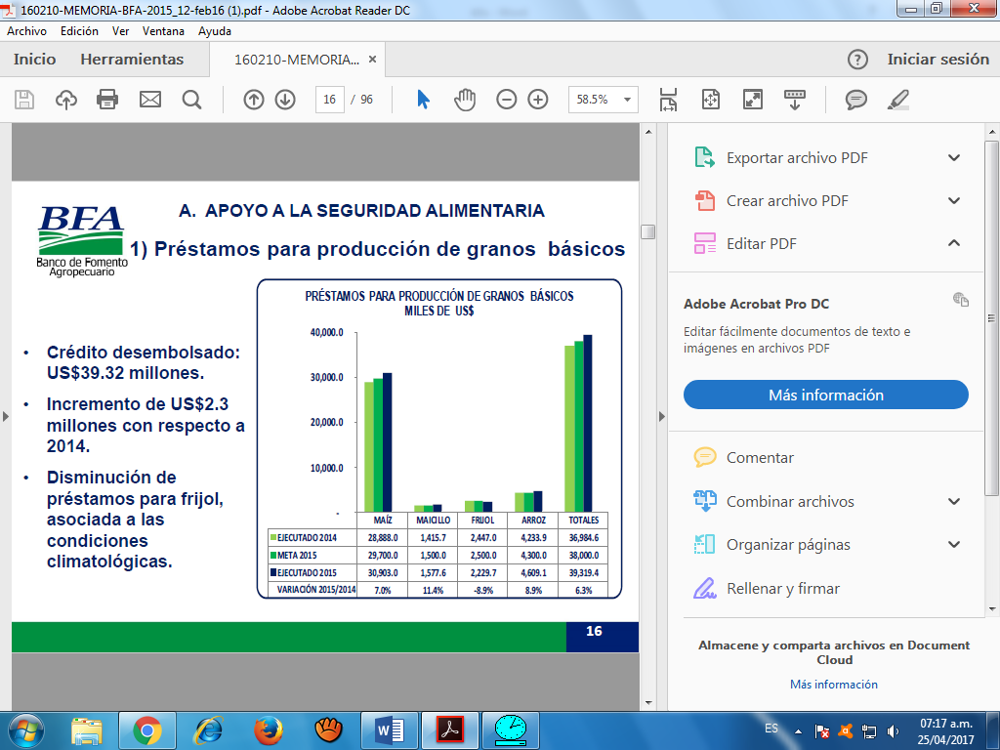 160210-MEMORIA-BFA-2015_12-feb16 (1).pdf - Adobe Acrobat Reader DC
Archivo Edición Ver Ventana Ayuda
Inicio Herramientas 160210-MEMORIA... × Iniciar sesión
16 / 96 58.5%
BFA
Banco de Fomento
Agropecuario
A. APOYO A LA SEGURIDAD ALIMENTARIA
1) Préstamos para producción de granos básicos
• Crédito desembolsado:
US$39.32 millones.
• Incremento de US$2.3
millones con respecto a
2014.
• Disminución de
préstamos para frijol,
asociada a las
condiciones
climatológicas.
PRÉSTAMOS PARA PRODUCCIÓN DE GRANOS BÁSICOS
MILES DE US$
40,000.0
30,000.0
20,000.0
10,000.0
-
MAÍZ MAICILLO FRIJOL ARROZ TOTALES
EJECUTADO 2014 28,888.0 1,415.7 2,447.0 4,233.9 36,984.6
META 2015 29,700.0 1,500.0 2,500.0 4,300.0 38,000.0
EJECUTADO 2015 30,903.0 1,577.6 2,229.7 4,609.1 39,319.4
VARIACIÓN 2015/2014 7.0% 11.4% -8.9% 8.9% 6.3%
16
Exportar archivo PDF
Crear archivo PDF
Editar PDF
Adobe Acrobat Pro DC
Editar fácilmente documentos de texto e
imágenes en archivos PDF
Más información
Comentar
Combinar archivos
Organizar páginas
Rellenar y firmar
Almacene y comparta archivos en Document
Cloud
Más información
ES
07:17 a.m.
25/04/2017